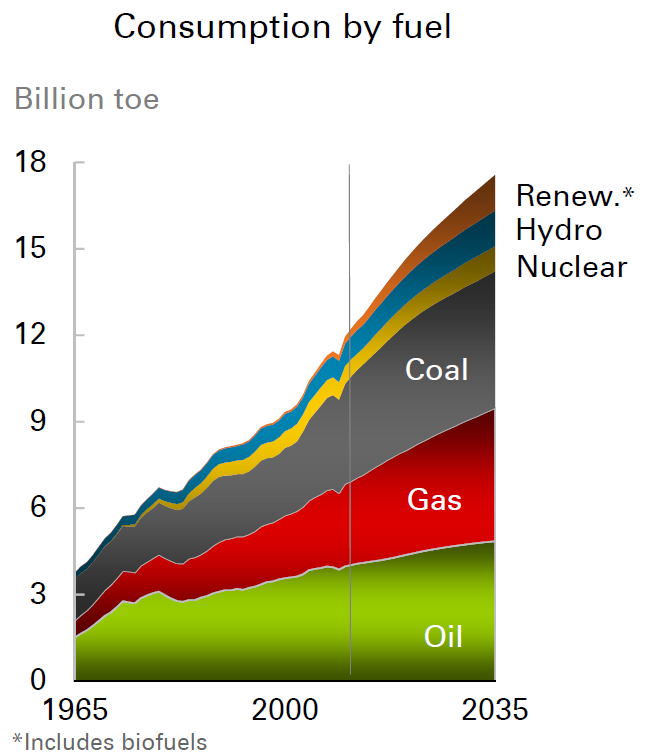 Consumption by fuel
Billion toe
18
Renew.*
Hydro
15
Nuclear
12
Coal
9
Gas
6
3
Oil
0
1965 2000 2035
*Includes biofuels